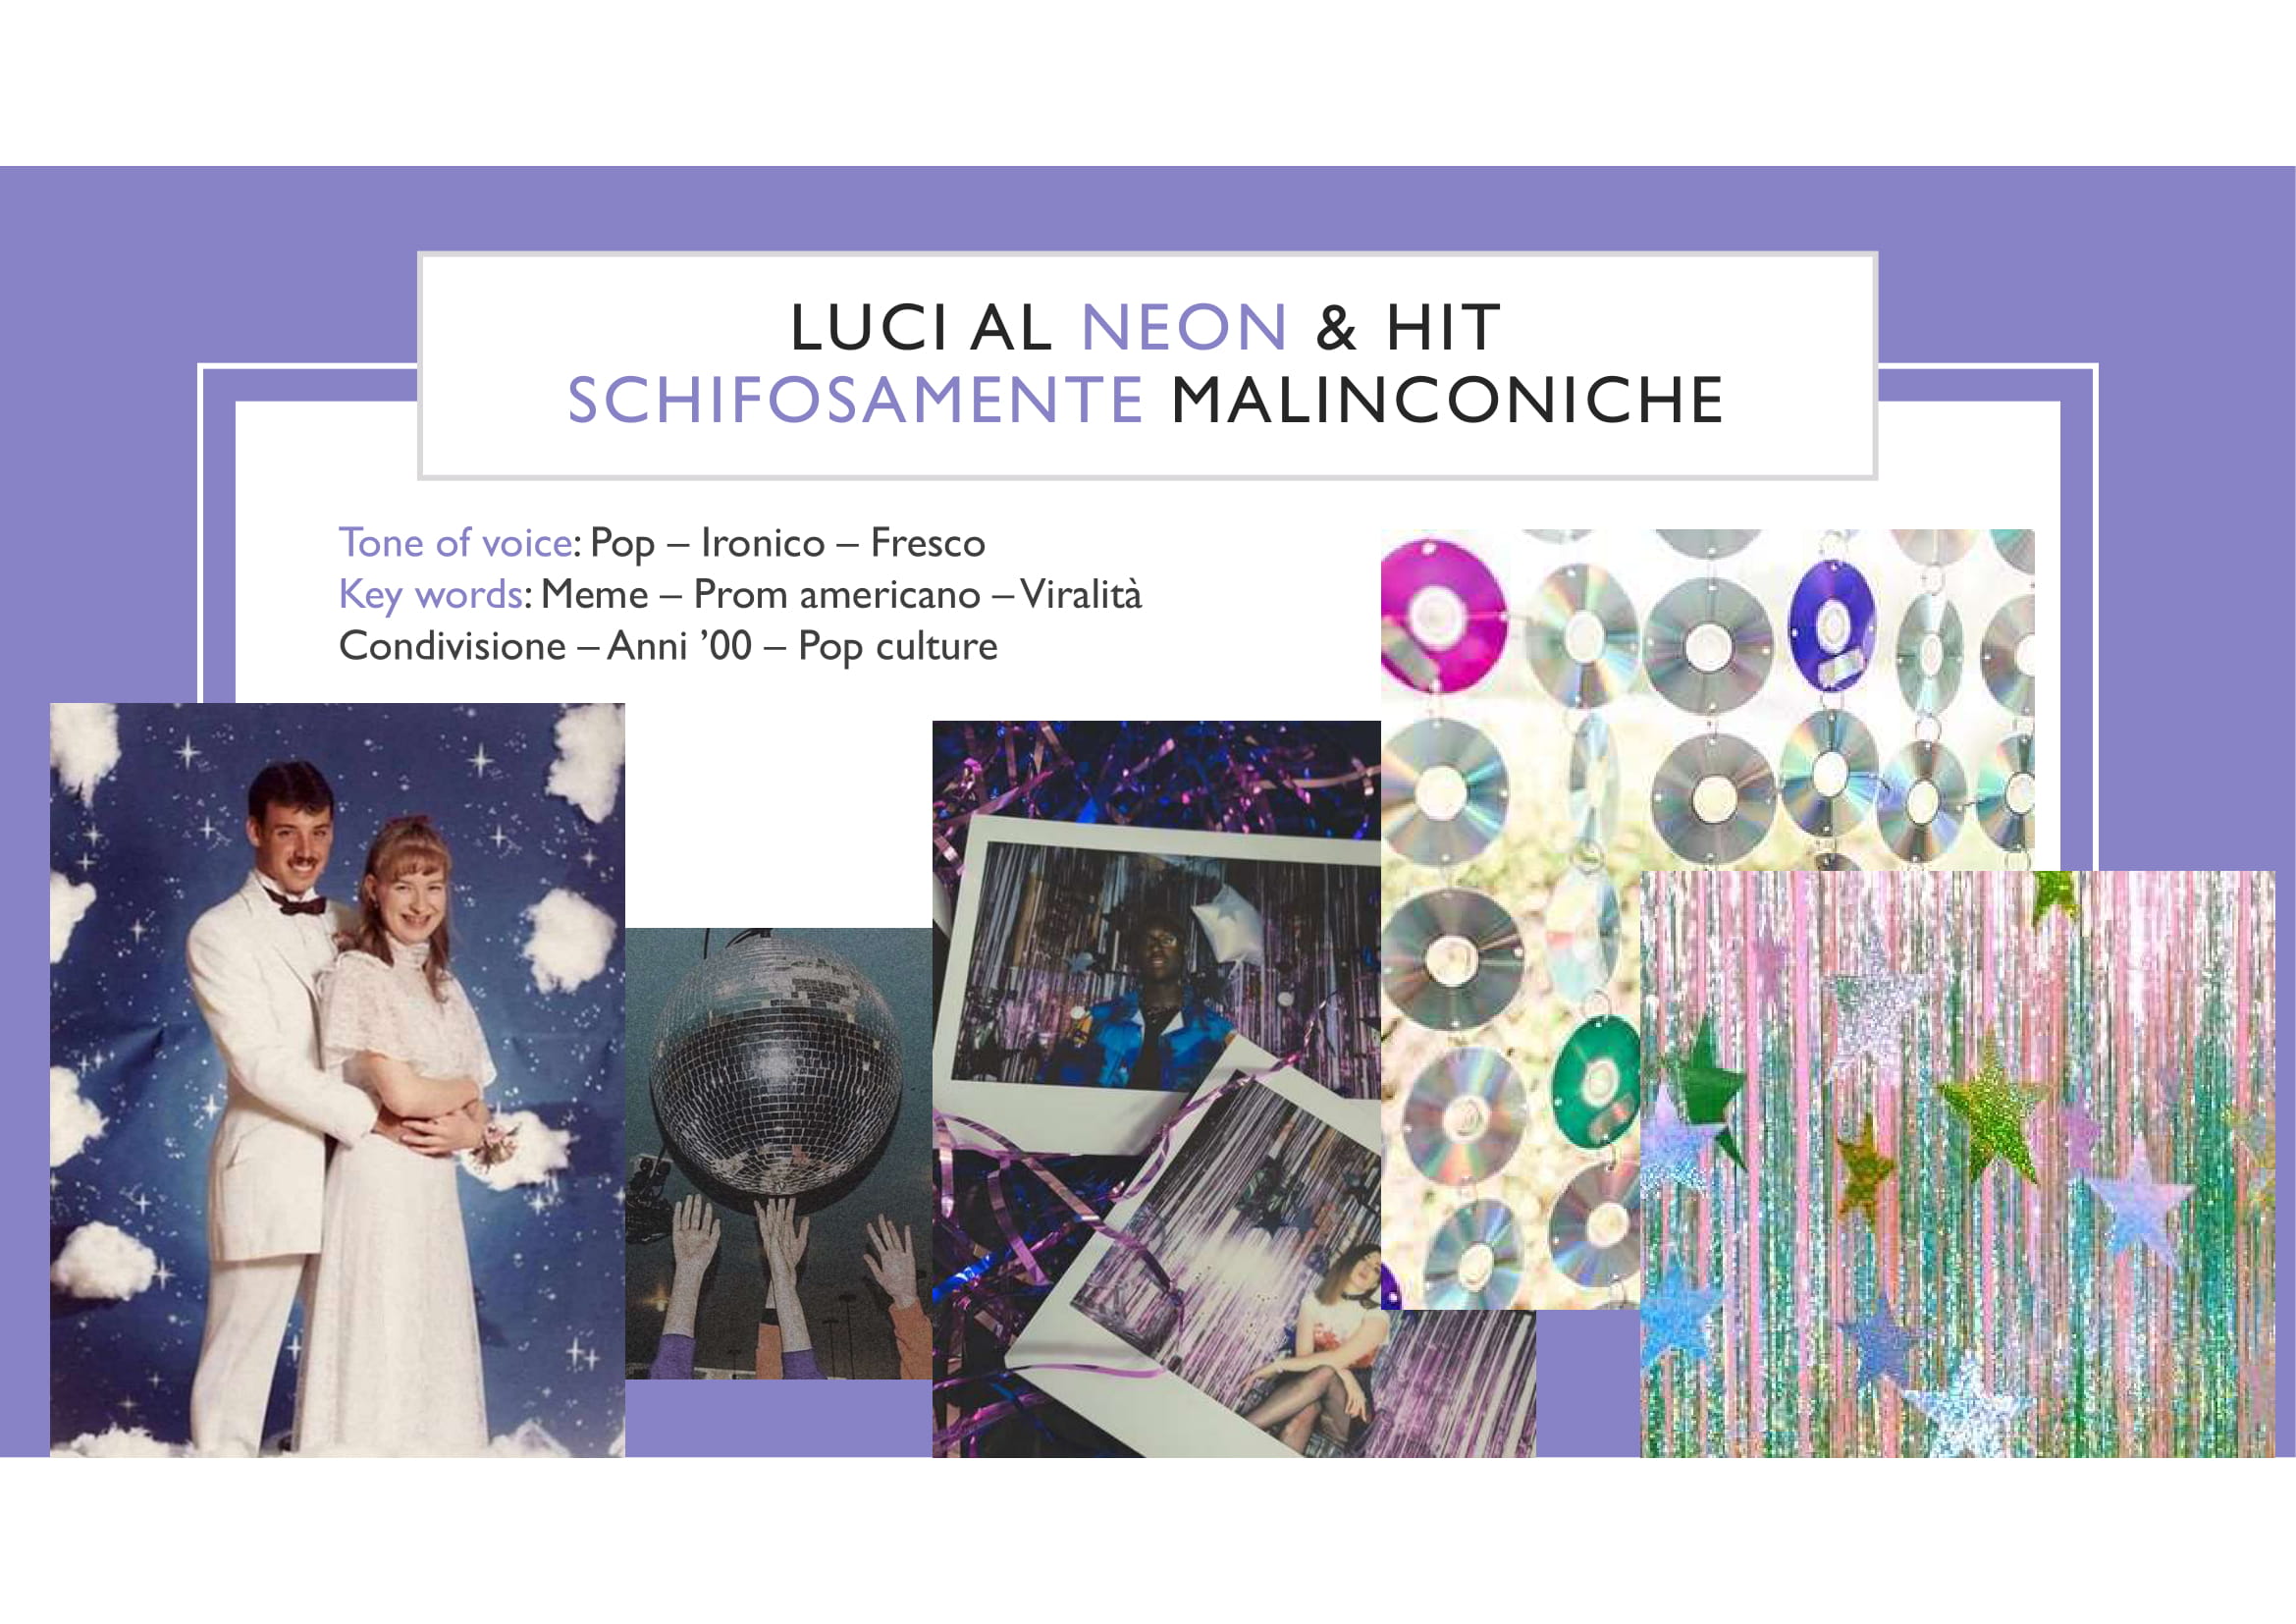 LUCI AL NEON & HIT
SCHIFOSAMENTE MALINCONICHE
Tone of voice: Pop – Ironico – Fresco
Key words: Meme – Prom americano – Viralità
Condivisione – Anni ’00 – Pop culture